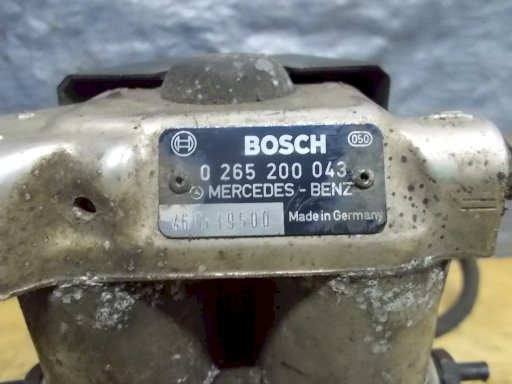 BOSCH 050
0 265 200 043
MERCEDES-BENZ
Made in Germany